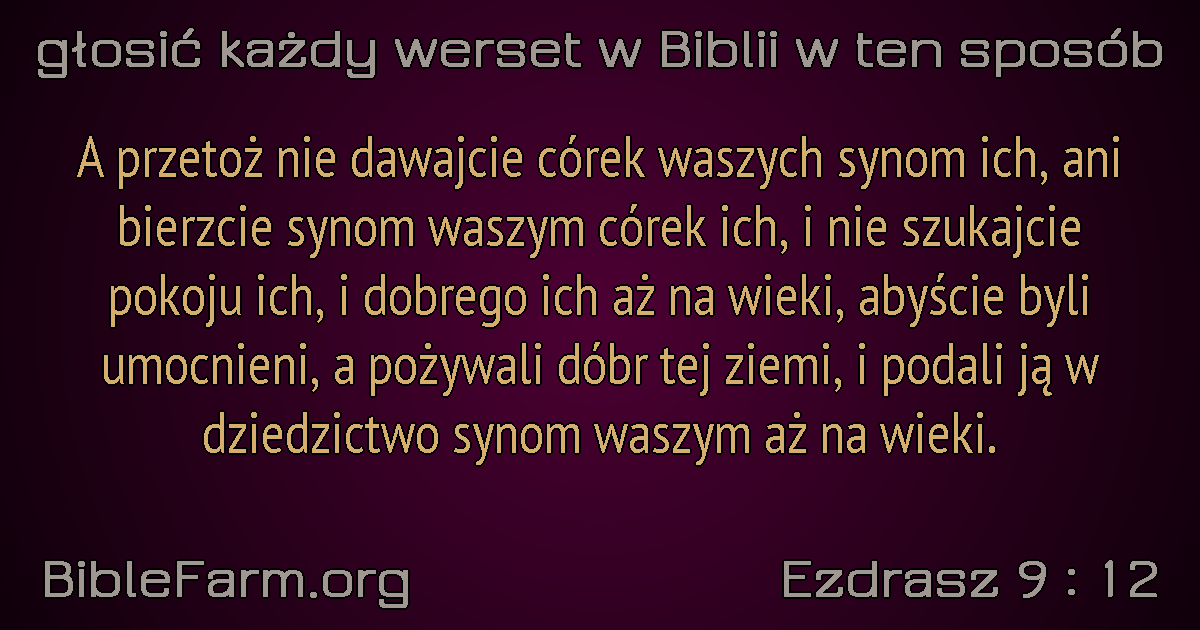 głosić każdy werset w Biblii w ten sposób
A przetoż nie dawajcie córek waszych synom ich, ani
bierzcie synom waszym córek ich, i nie szukajcie
pokoju ich, i dobrego ich aż na wieki, abyście byli
umocnieni, a pożywali dóbr tej ziemi, i podali ją w
dziedzictwo synom waszym aż na wieki.
BibleFarm.org
Ezdrasz 9 : 12